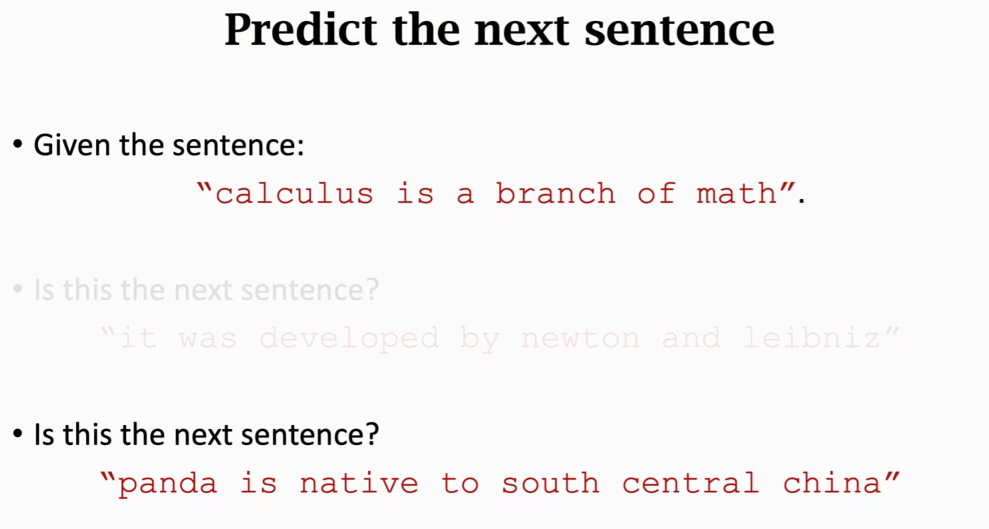 Predict the next sentence
• Given the sentence:
“calculus is a branch of math”.
• Is this the next sentence?
“it was developed by newton and leibniz”
• Is this the next sentence?
“panda is native to south central china”